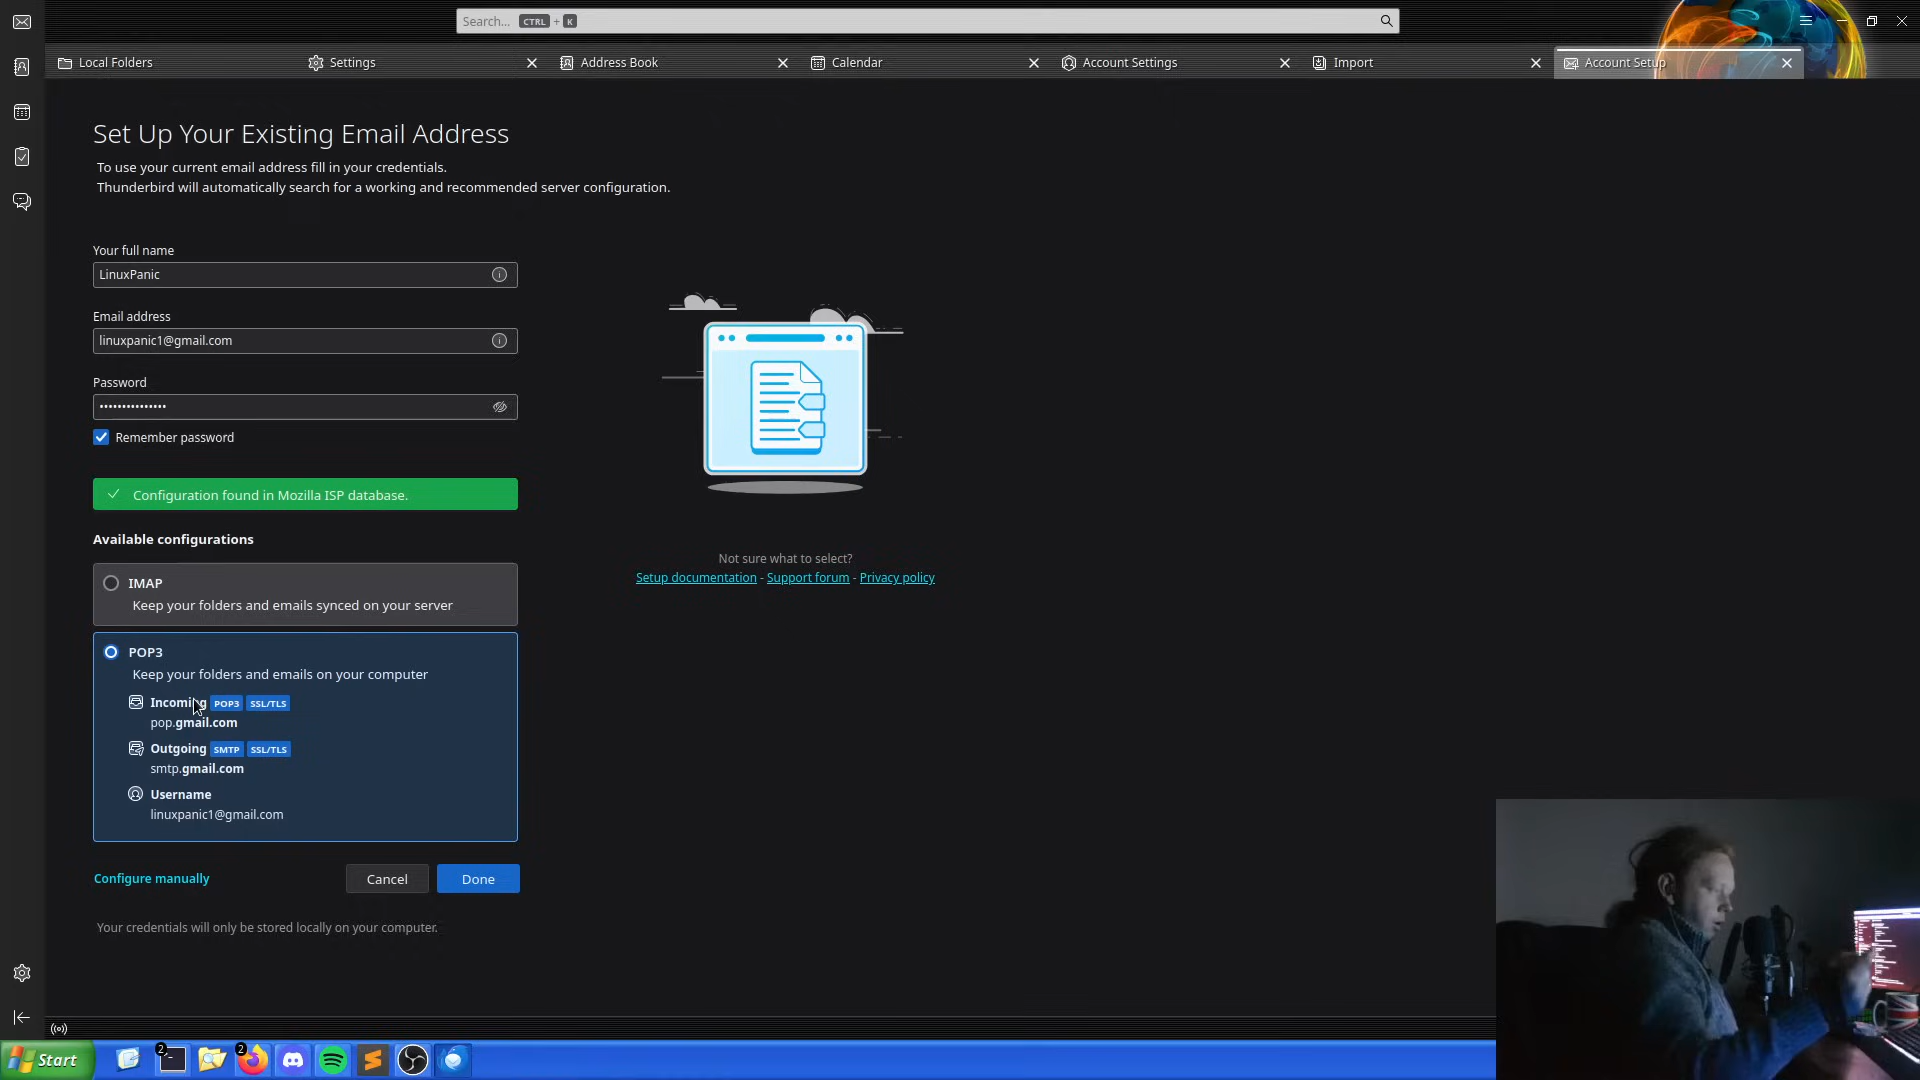 Search... CTRL + K
Local Folders
Settings
Address Book
Calendar
Account Settings
Import
Account Setup
Set Up Your Existing Email Address
To use your current email address fill in your credentials.
Thunderbird will automatically search for a working and recommended server configuration.
Your full name
LinuxPanic
Email address
linuxpanic1@gmail.com
Password
•••••••••••••••
Remember password
Configuration found in Mozilla ISP database.
Available configurations
IMAP
Keep your folders and emails synced on your server
POP3
Keep your folders and emails on your computer
Incoming POP3 SSL/TLS
pop.gmail.com
Outgoing SMTP SSL/TLS
smtp.gmail.com
Username
linuxpanic1@gmail.com
Configure manually
Cancel
Done
Your credentials will only be stored locally on your computer.
Not sure what to select?
Setup documentation - Support forum - Privacy policy
Start
2
2